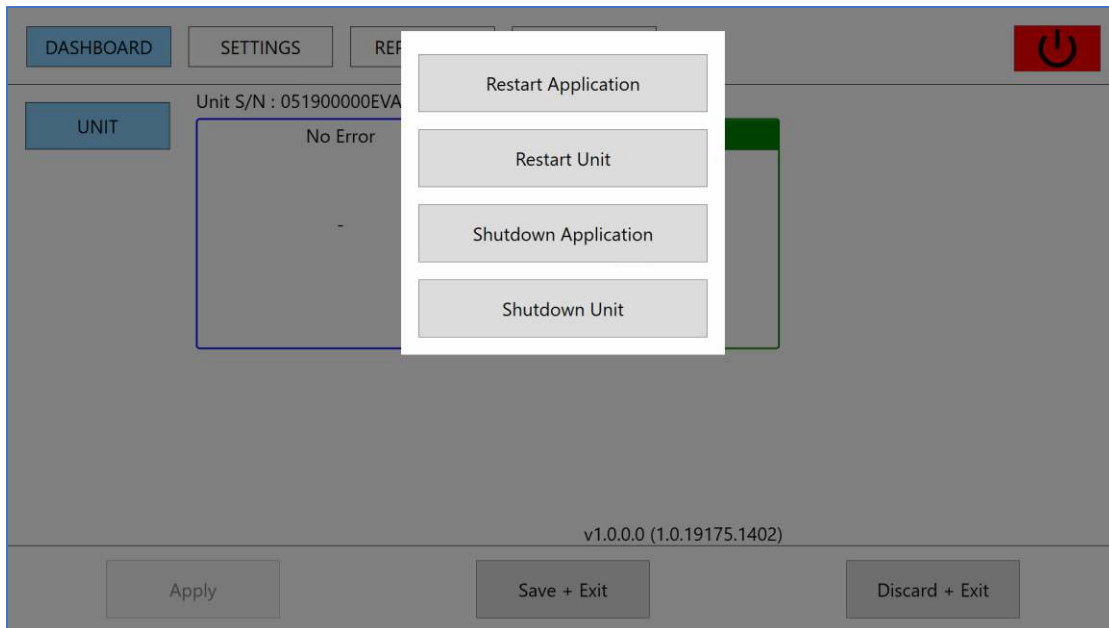 DASHBOARD
SETTINGS
Restart Application
Restart Unit
Shutdown Application
Shutdown Unit
UNIT
Unit S/N : 051900000EVA
No Error
-
v1.0.0.0 (1.0.19175.1402)
Apply
Save + Exit
Discard + Exit